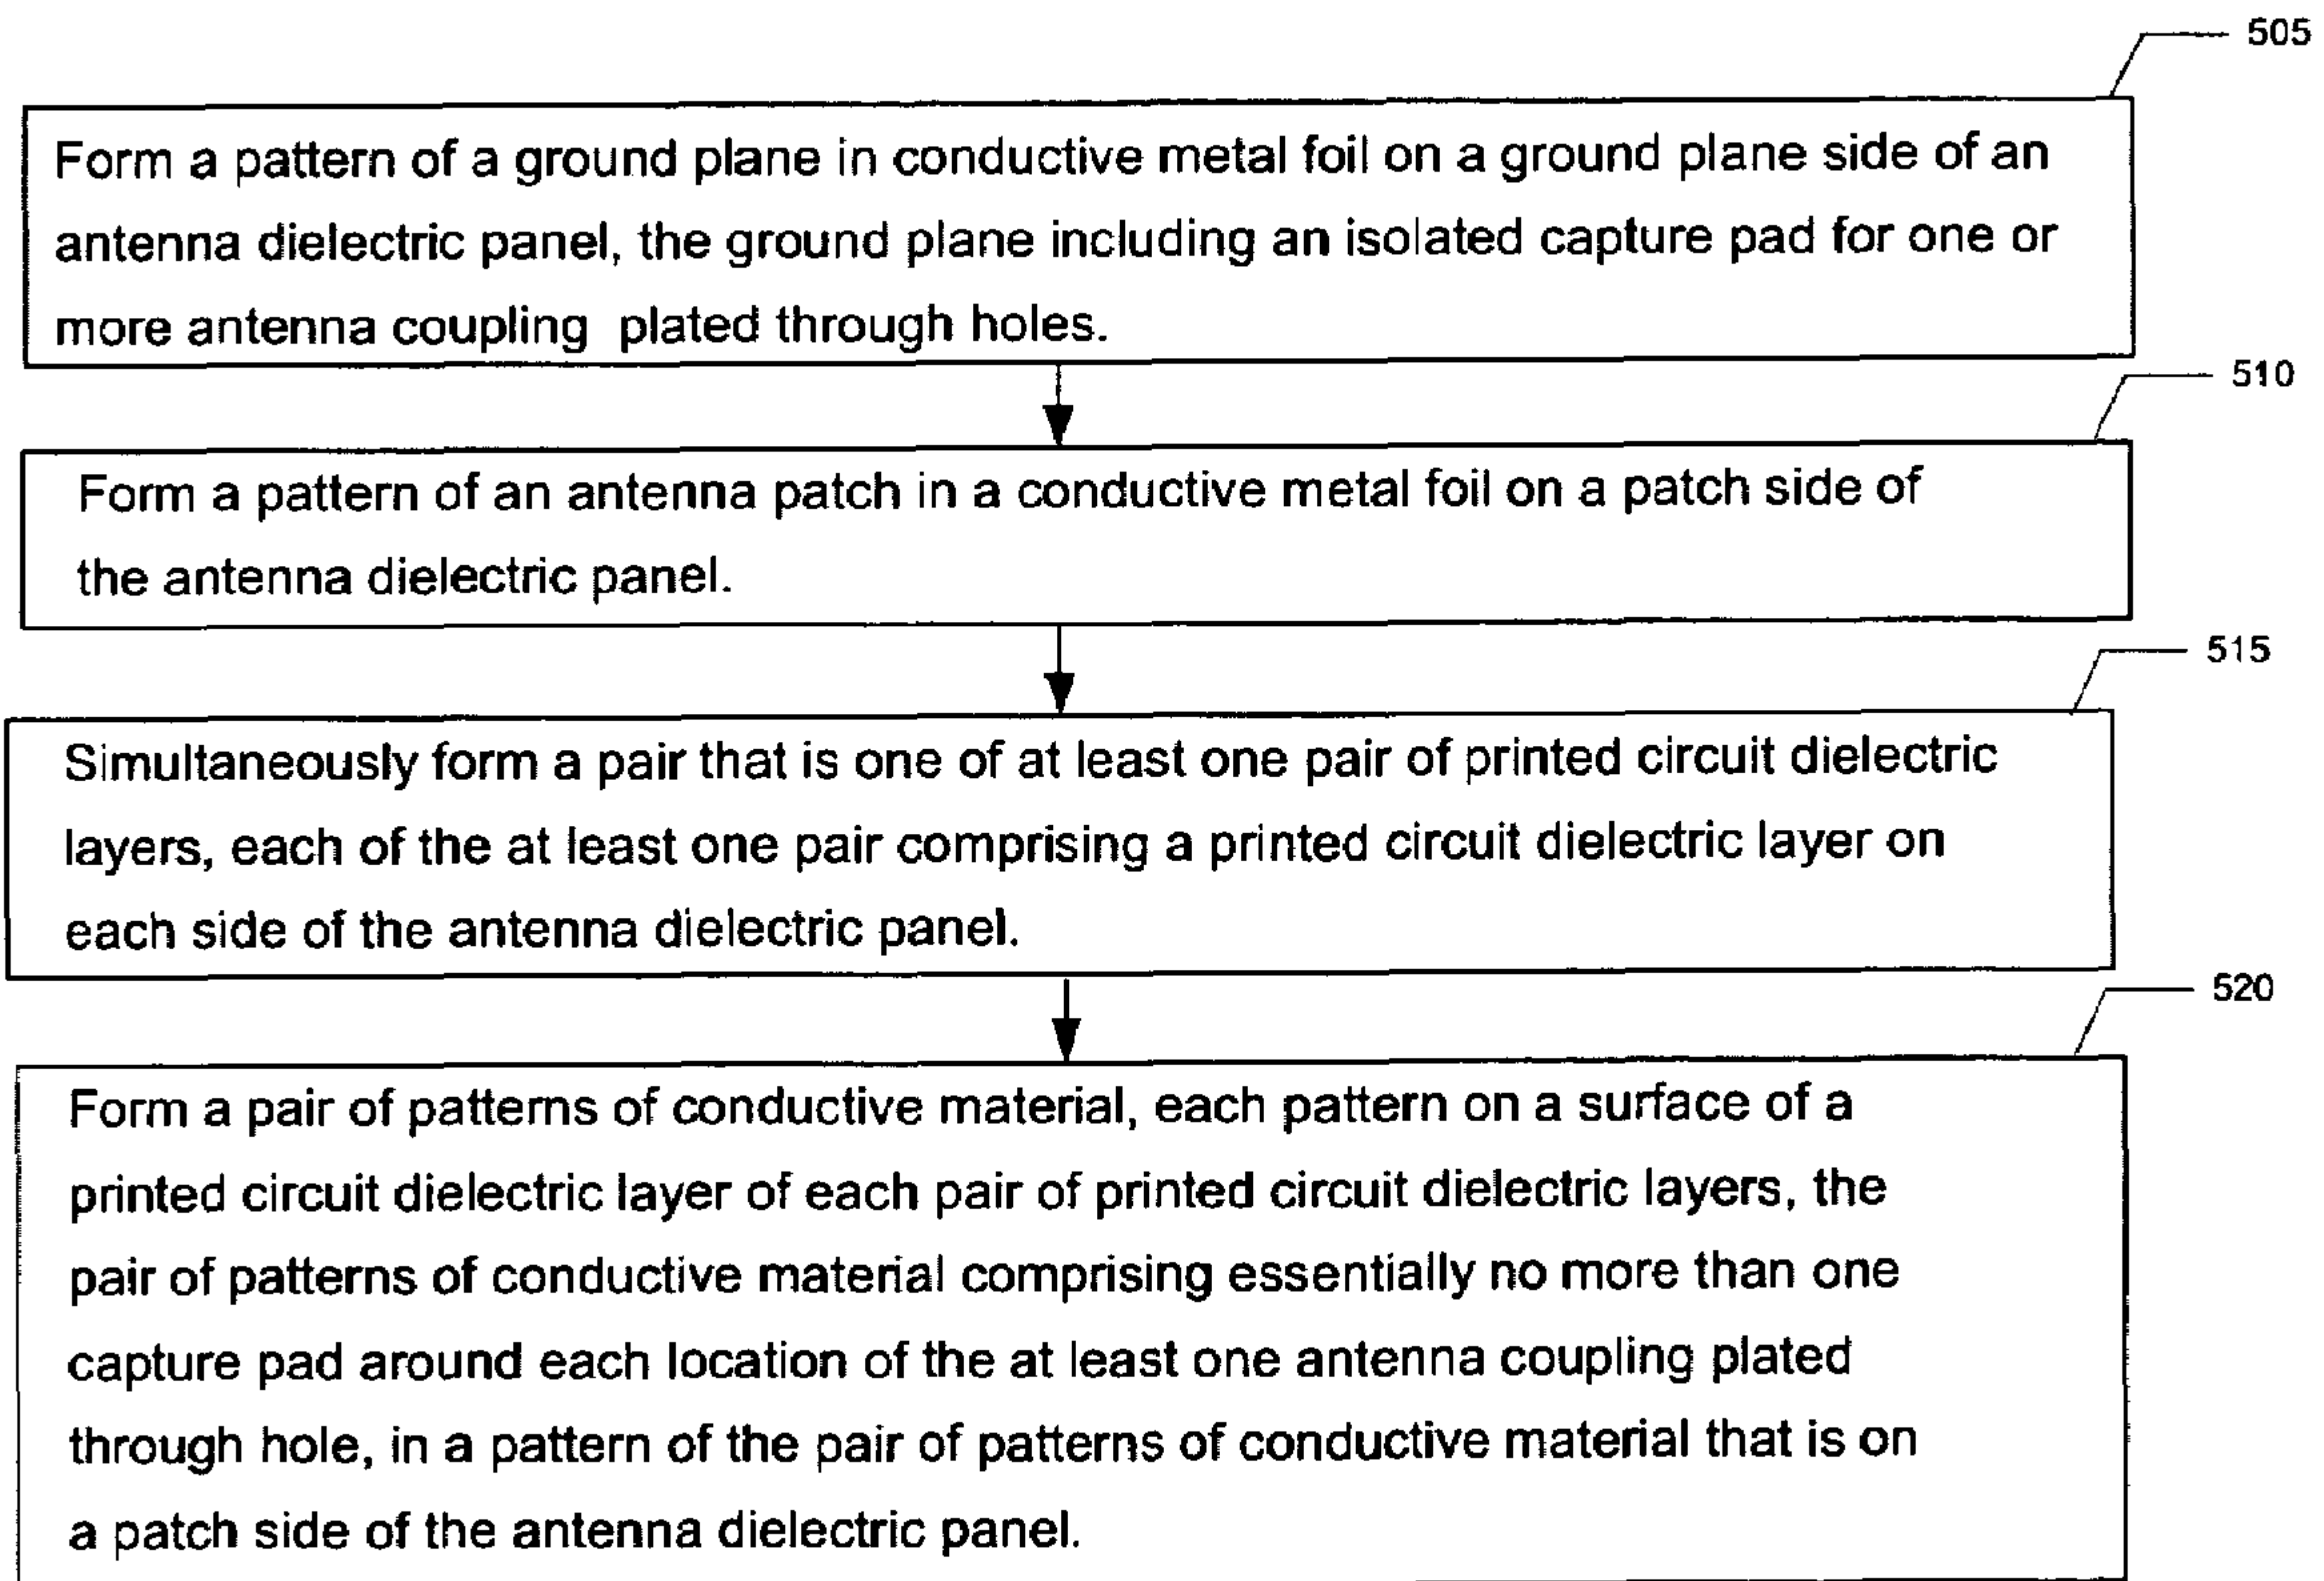 505
Form a pattern of a ground plane in conductive metal foil on a ground plane side of an
antenna dielectric panel, the ground plane including an isolated capture pad for one or
more antenna coupling plated through holes.
510
Form a pattern of an antenna patch in a conductive metal foil on a patch side of
the antenna dielectric panel.
515
Simultaneously form a pair that is one of at least one pair of printed circuit dielectric
layers, each of the at least one pair comprising a printed circuit dielectric layer on
each side of the antenna dielectric panel.
520
Form a pair of patterns of conductive material, each pattern on a surface of a
printed circuit dielectric layer of each pair of printed circuit dielectric layers, the
pair of patterns of conductive material comprising essentially no more than one
capture pad around each location of the at least one antenna coupling plated
through hole, in a pattern of the pair of patterns of conductive material that is on
a patch side of the antenna dielectric panel.